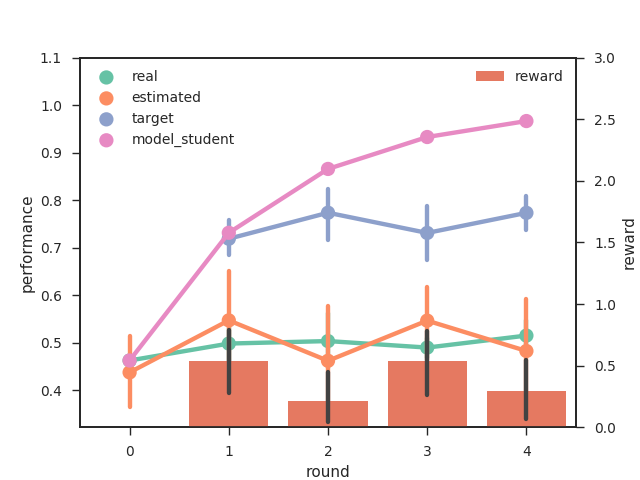 real
estimated
target
model_student
reward
1.1
1.0
0.9
0.8
0.7
0.6
0.5
0.4
performance
3.0
2.5
2.0
1.5
1.0
0.5
0.0
reward
0 1 2 3 4
round